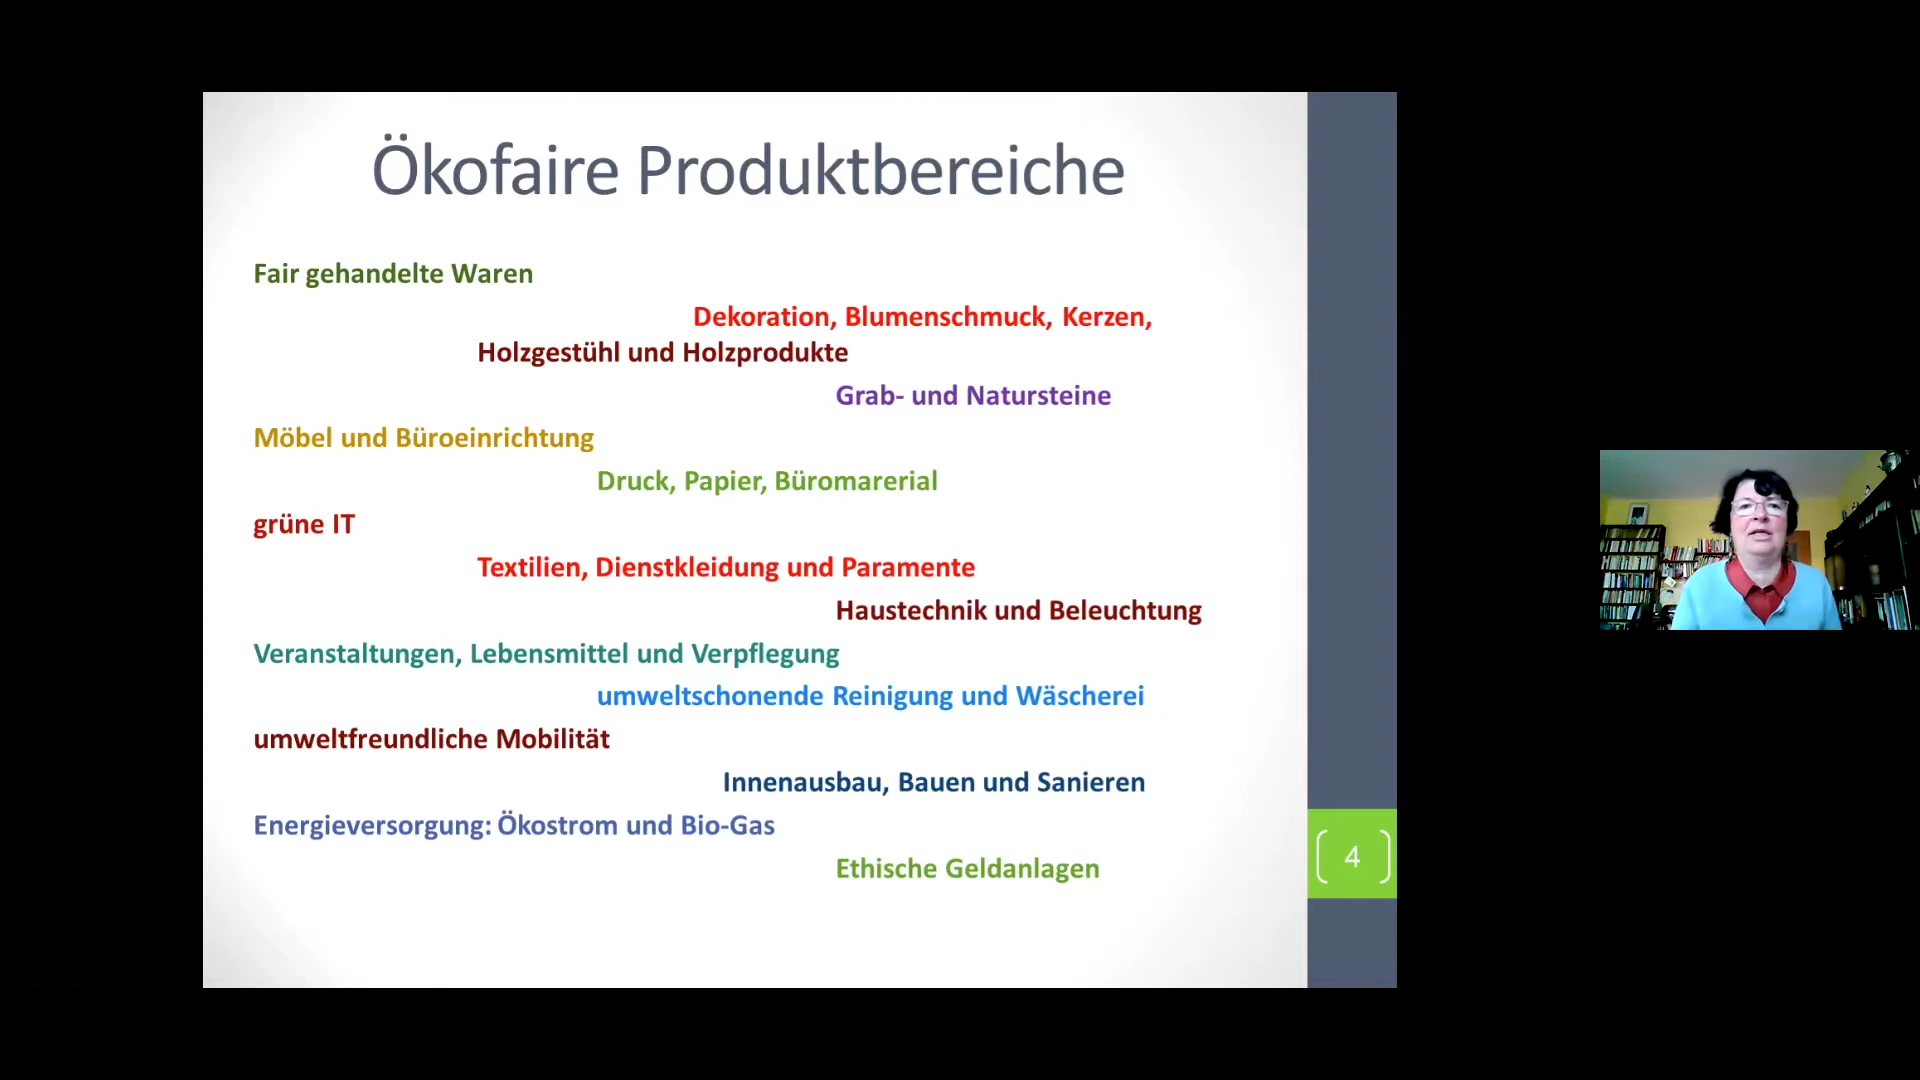 Ökofaire Produktbereiche
Fair gehandelte Waren
Dekoration, Blumenschmuck, Kerzen,
Holzgestühl und Holzprodukte
Grab- und Natursteine
Möbel und Büroeinrichtung
Druck, Papier, Büromarerial
grüne IT
Textilien, Dienstkleidung und Paramente
Haustechnik und Beleuchtung
Veranstaltungen, Lebensmittel und Verpflegung
umweltschonende Reinigung und Wäscherei
umweltfreundliche Mobilität
Innenausbau, Bauen und Sanieren
Energieversorgung: Ökostrom und Bio-Gas
Ethische Geldanlagen
4